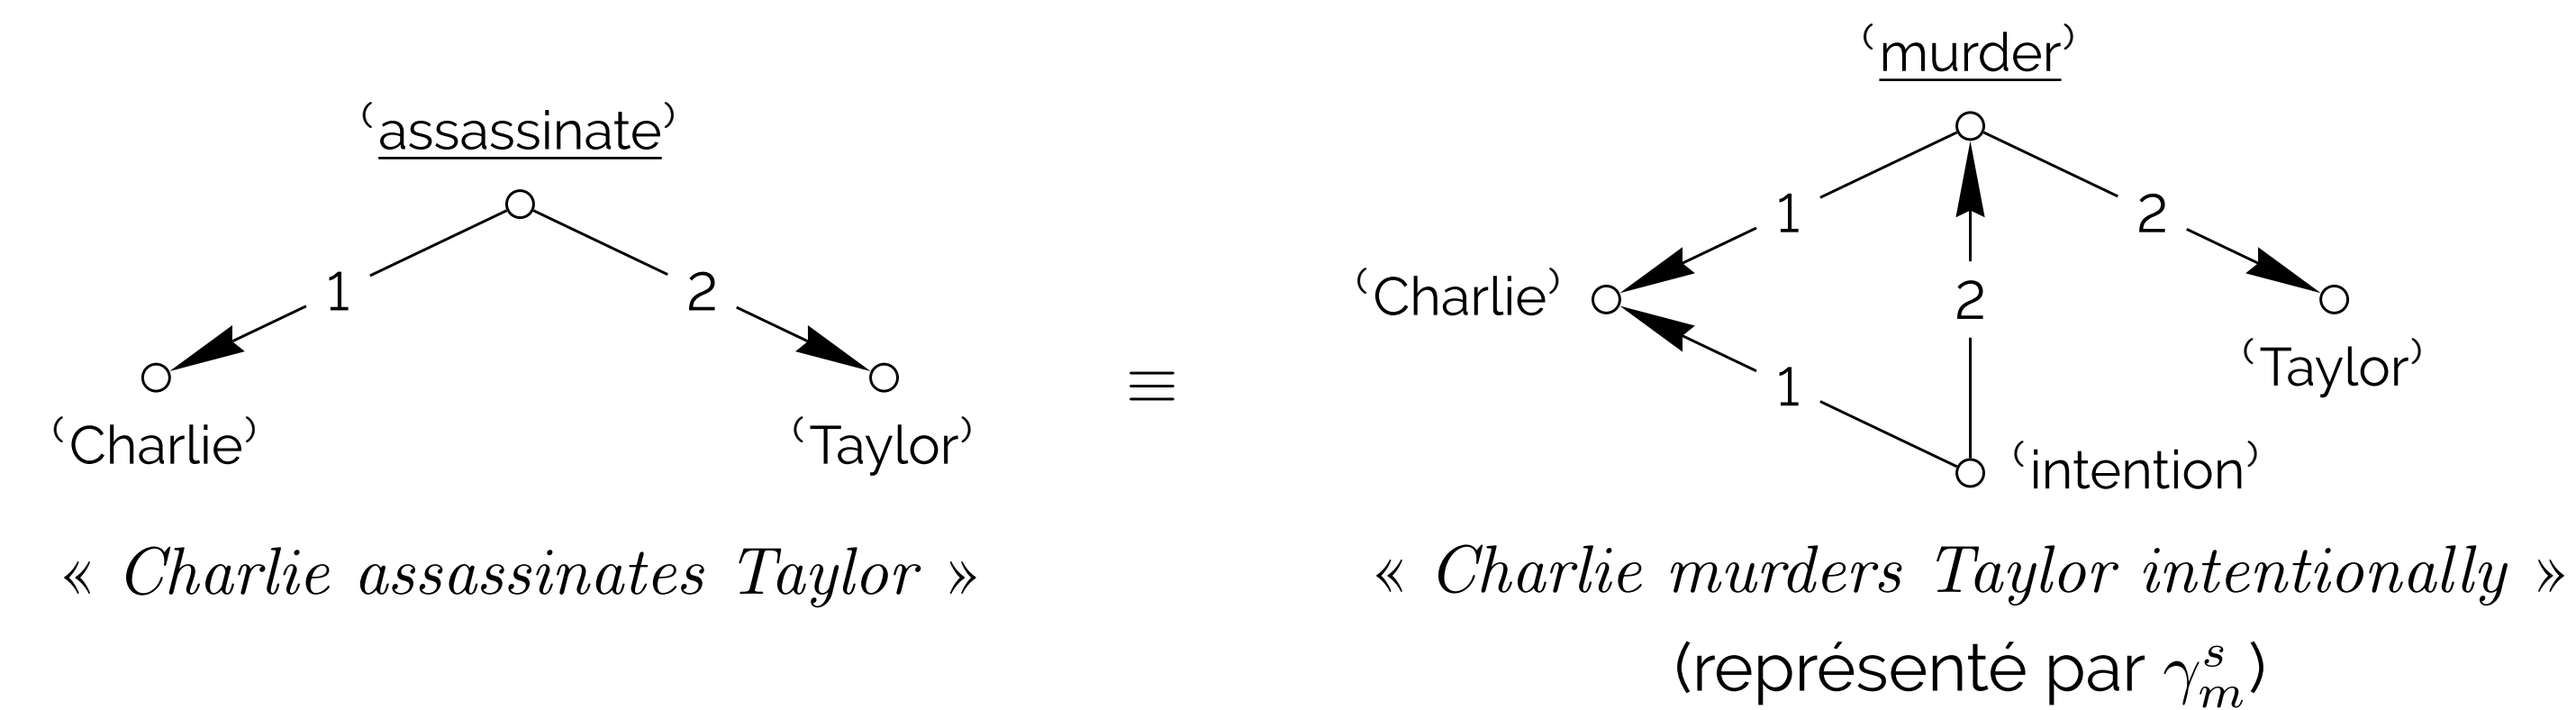 (assassinate)
1
2
(Charlie)
(Taylor)
« Charlie assassinates Taylor »
≡
(murder)
1
2
(Charlie)
2
(Taylor)
1
(intention)
« Charlie murders Taylor intentionally »
(représenté par γₘˢ)